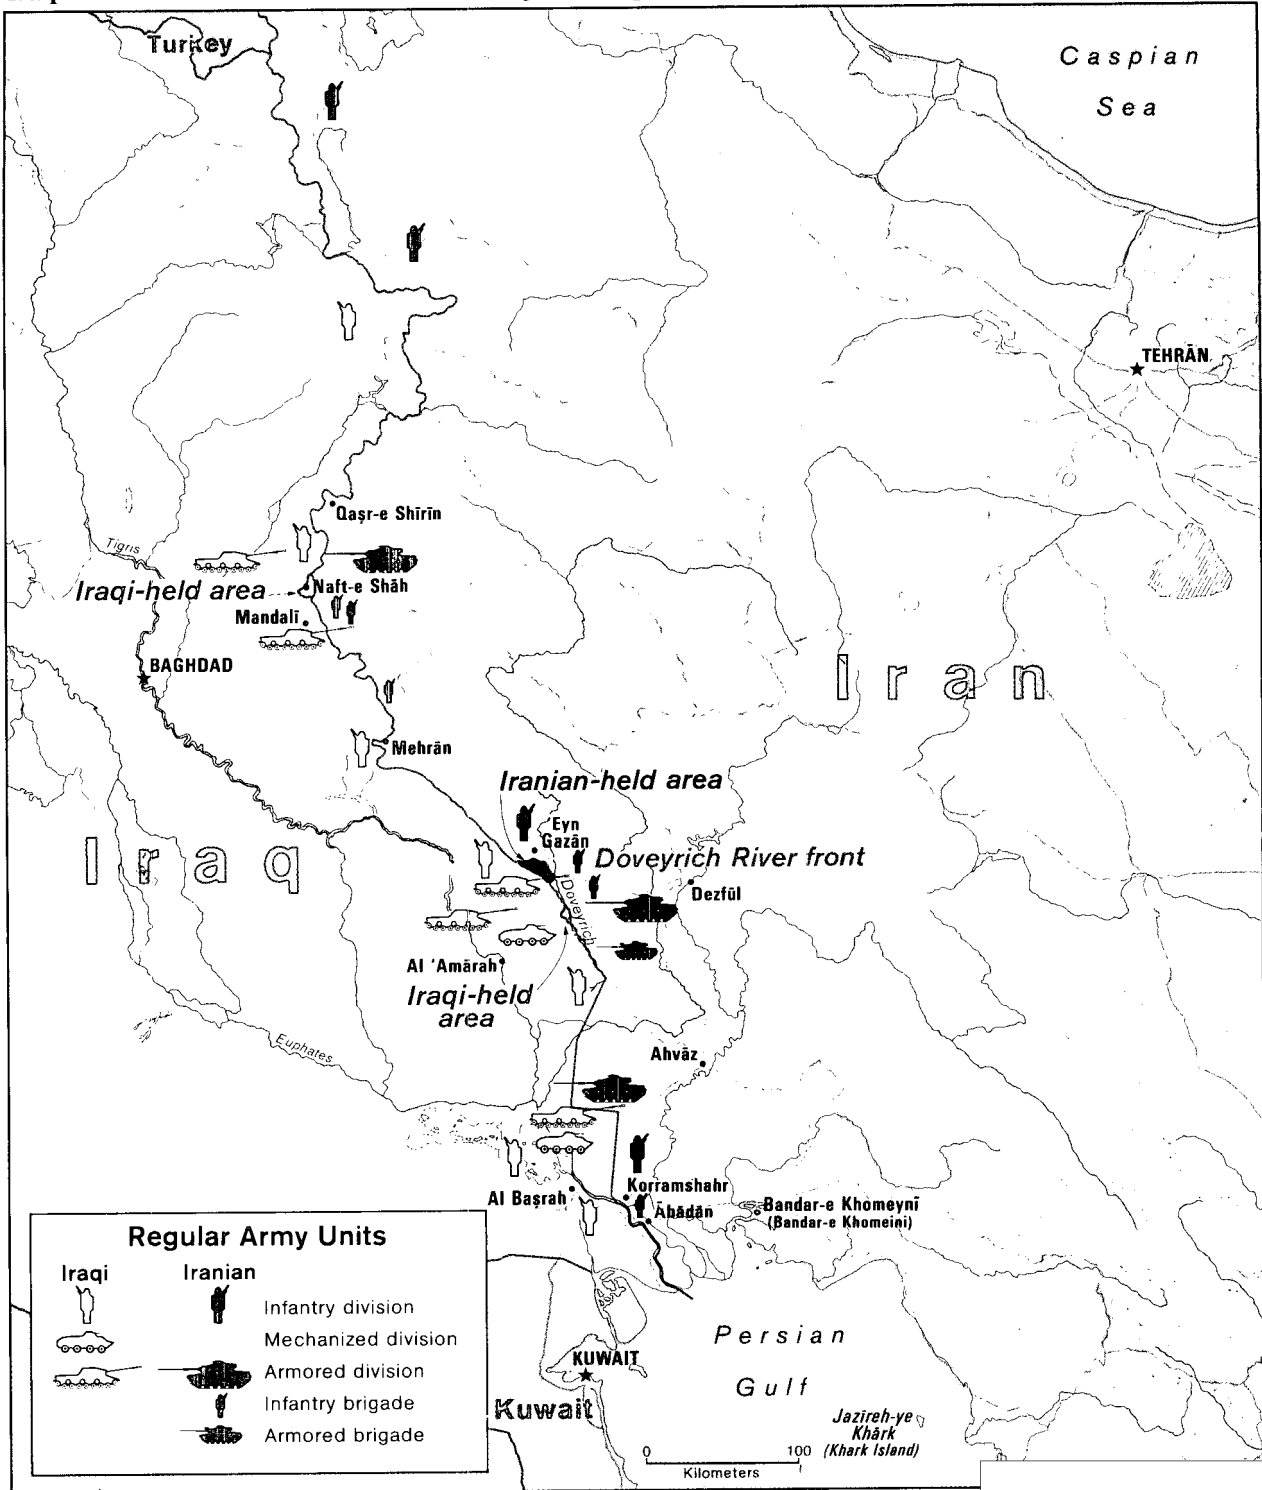 Turkey
Caspian
Sea
TEHRĀN
Qaşr-e Shīrīn
Tigris
Iraqi-held area
Naft-e Shāh
Mandalī
BAGHDAD
Iran
Mehrān
Iranian-held area
'Eyn
Gazān
Doveyrich River front
Iraq
Doveyrich
Dezfūl
Al 'Amārah
Iraqi-held
area
Euphates
Ahvāz
Korramshahr
Al Başrah
Ābādān
Bandar-e Khomeynī
(Bandar-e Khomeini)
Regular Army Units
Iraqi
Iranian
Infantry division
Mechanized division
Armored division
Infantry brigade
Armored brigade
Persian
Gulf
KUWAIT
Kuwait
Jazīreh-ye
Khārk
(Khark Island)
0 100
Kilometers